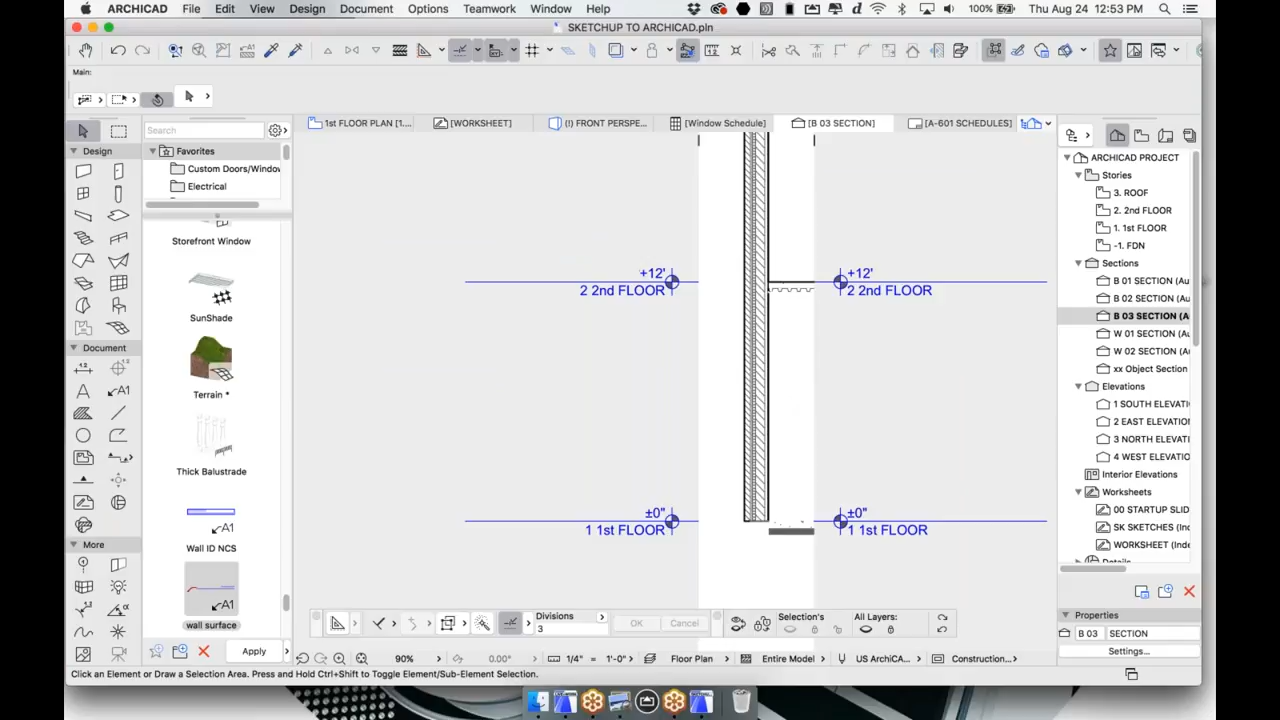 ARCHICAD File Edit View Design Document Options Teamwork Window Help 100% Thu Aug 24 12:53 PM
SKETCHUP TO ARCHICAD.pln
Main:
Search
1st FLOOR PLAN [1....
[WORKSHEET]
(!) FRONT PERSPE...
[Window Schedule]
[B 03 SECTION]
[A-601 SCHEDULES]
Design
Document
More
Favorites
Custom Doors/Window
Electrical
Storefront Window
SunShade
Terrain *
Thick Balustrade
A1
Wall ID NCS
A1
wall surface
Apply
+12'
2 2nd FLOOR
+12'
2 2nd FLOOR
±0"
1 1st FLOOR
±0"
1 1st FLOOR
ARCHICAD PROJECT
Stories
3. ROOF
2. 2nd FLOOR
1. 1st FLOOR
-1. FDN
Sections
B 01 SECTION (Au
B 02 SECTION (Au
B 03 SECTION (A
W 01 SECTION (Au
W 02 SECTION (Au
xx Object Section
Elevations
1 SOUTH ELEVATI
2 EAST ELEVATIO
3 NORTH ELEVATI
4 WEST ELEVATIO
Interior Elevations
Worksheets
00 STARTUP SLID
SK SKETCHES (Ind
WORKSHEET (Inde
Details
Properties
B 03 SECTION
Settings...
Divisions
3
OK
Cancel
Selection's
All Layers:
90%
0.00°
1/4" = 1'-0"
Floor Plan
Entire Model
US ArchiCA...
Construction...
Click an Element or Draw a Selection Area. Press and Hold Ctrl+Shift to Toggle Element/Sub-Element Selection.